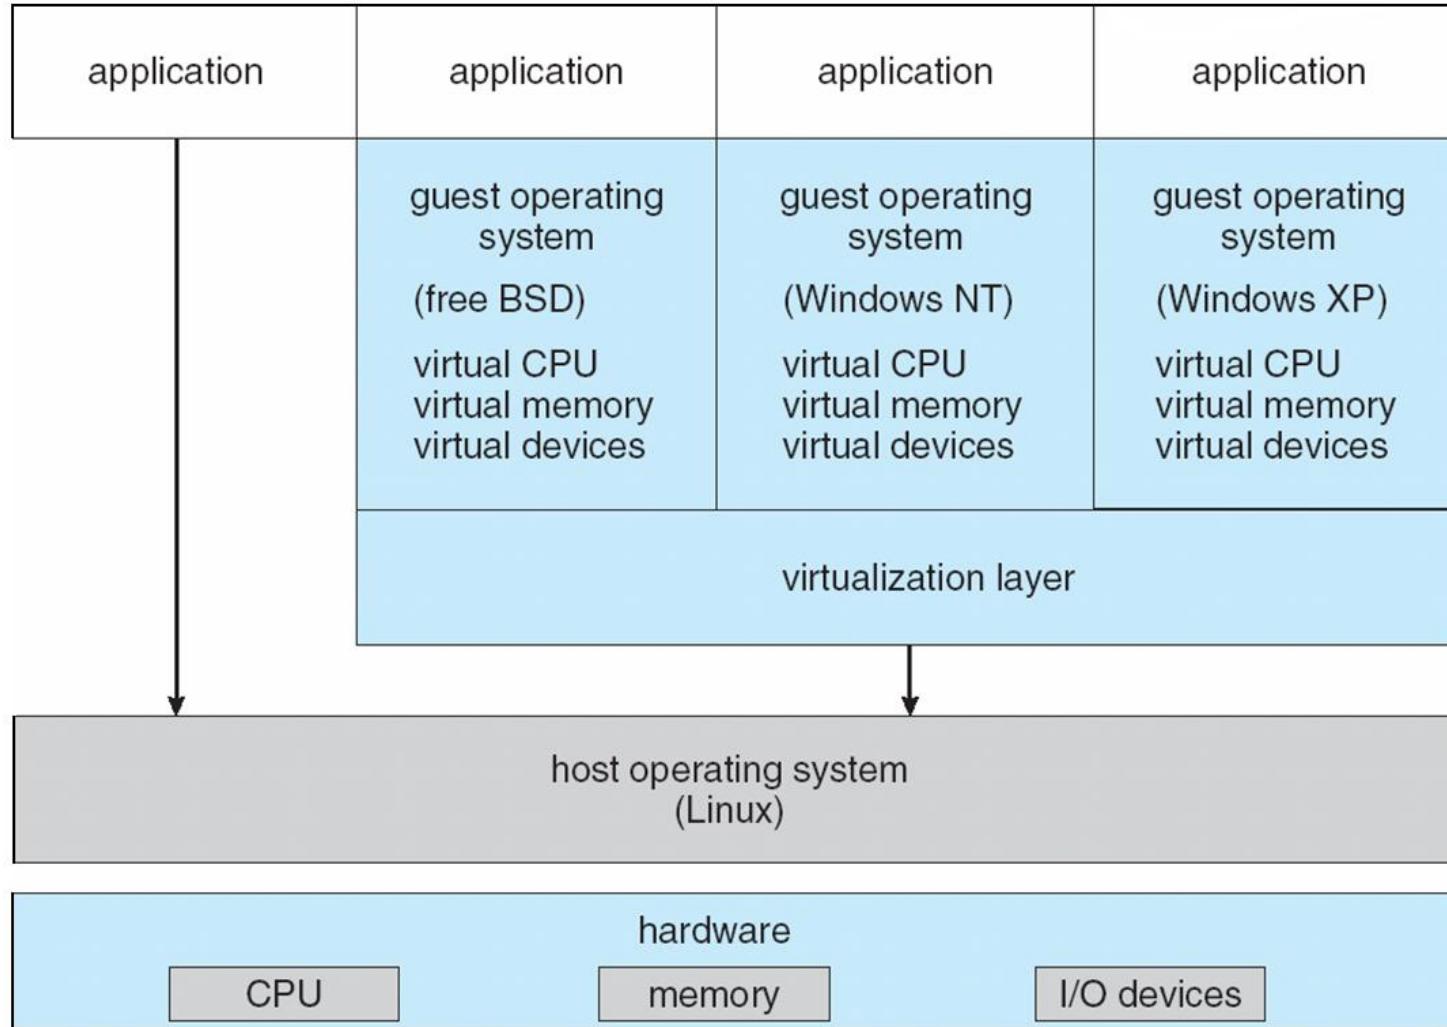 application
application
application
application
guest operating
system
(free BSD)
virtual CPU
virtual memory
virtual devices
guest operating
system
(Windows NT)
virtual CPU
virtual memory
virtual devices
guest operating
system
(Windows XP)
virtual CPU
virtual memory
virtual devices
virtualization layer
host operating system
(Linux)
hardware
CPU
memory
I/O devices